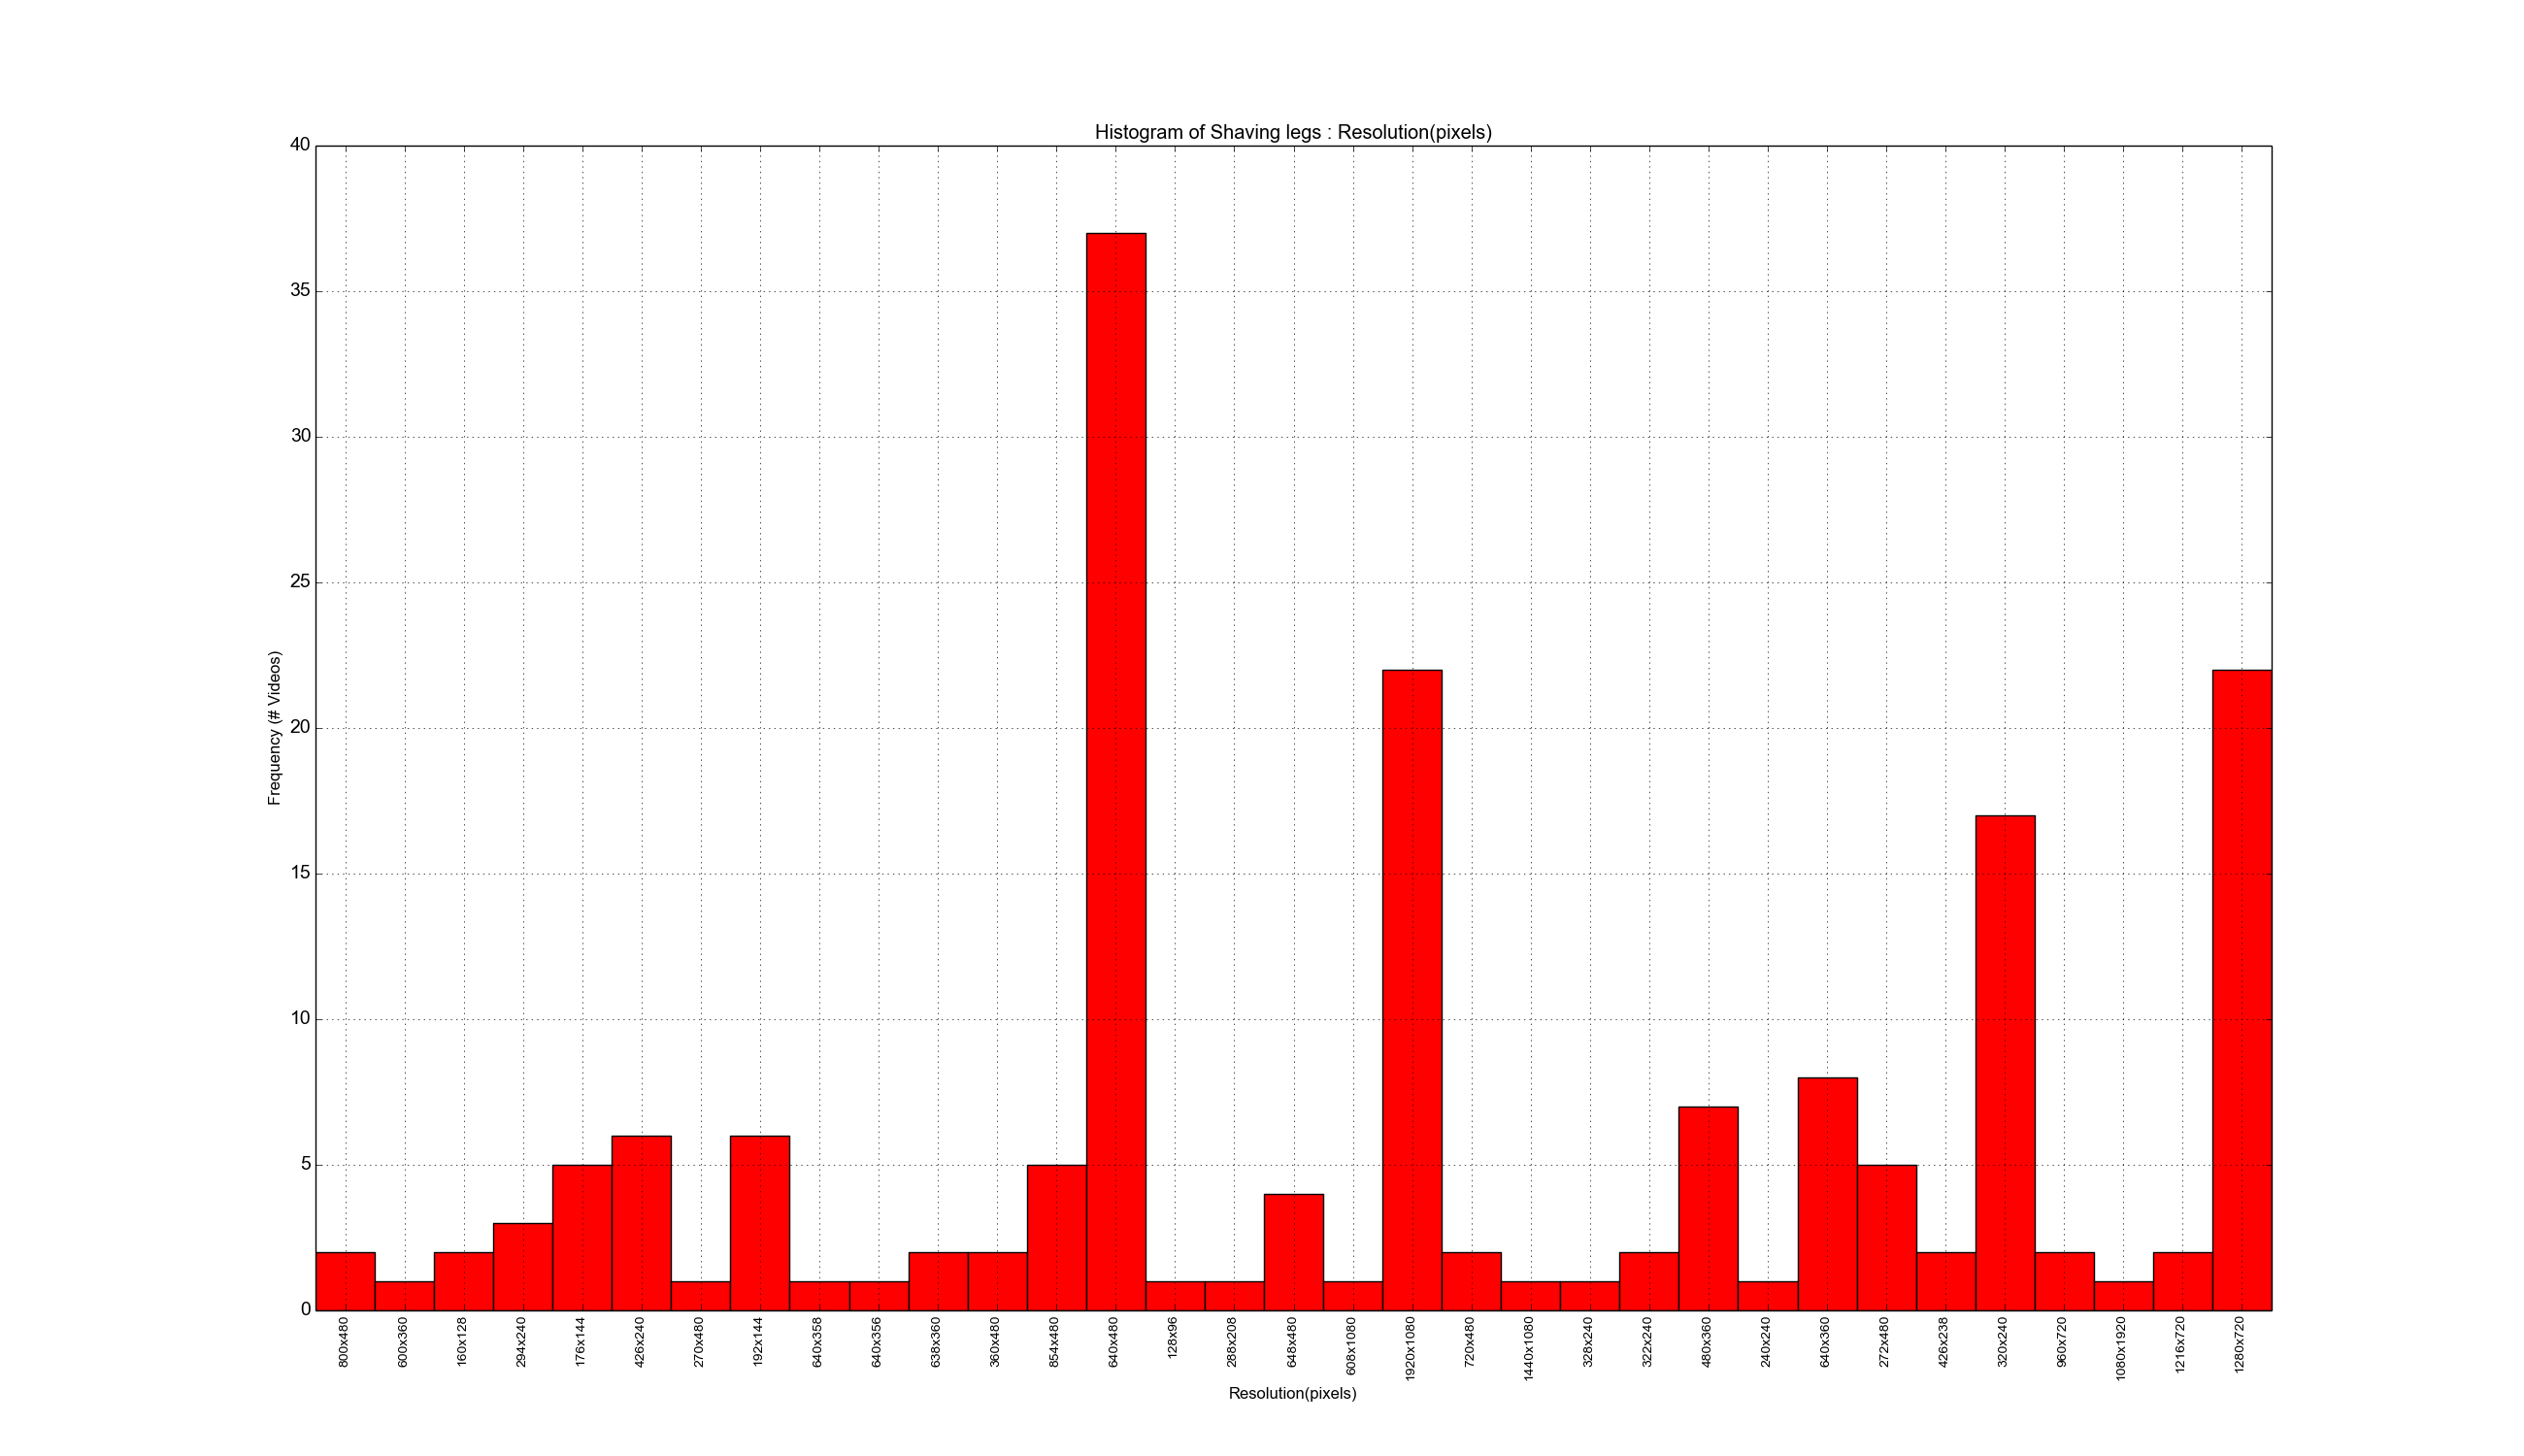 Histogram of Shaving legs : Resolution(pixels)
40
35
30
25
20
15
10
5
0
Frequency (# Videos)
800x480
600x360
160x128
294x240
176x144
426x240
270x480
192x144
640x358
640x356
638x360
360x480
854x480
640x480
128x96
288x208
648x480
608x1080
1920x1080
720x480
1440x1080
328x240
322x240
480x360
240x240
640x360
272x480
426x238
320x240
960x720
1080x1920
1216x720
1280x720
Resolution(pixels)